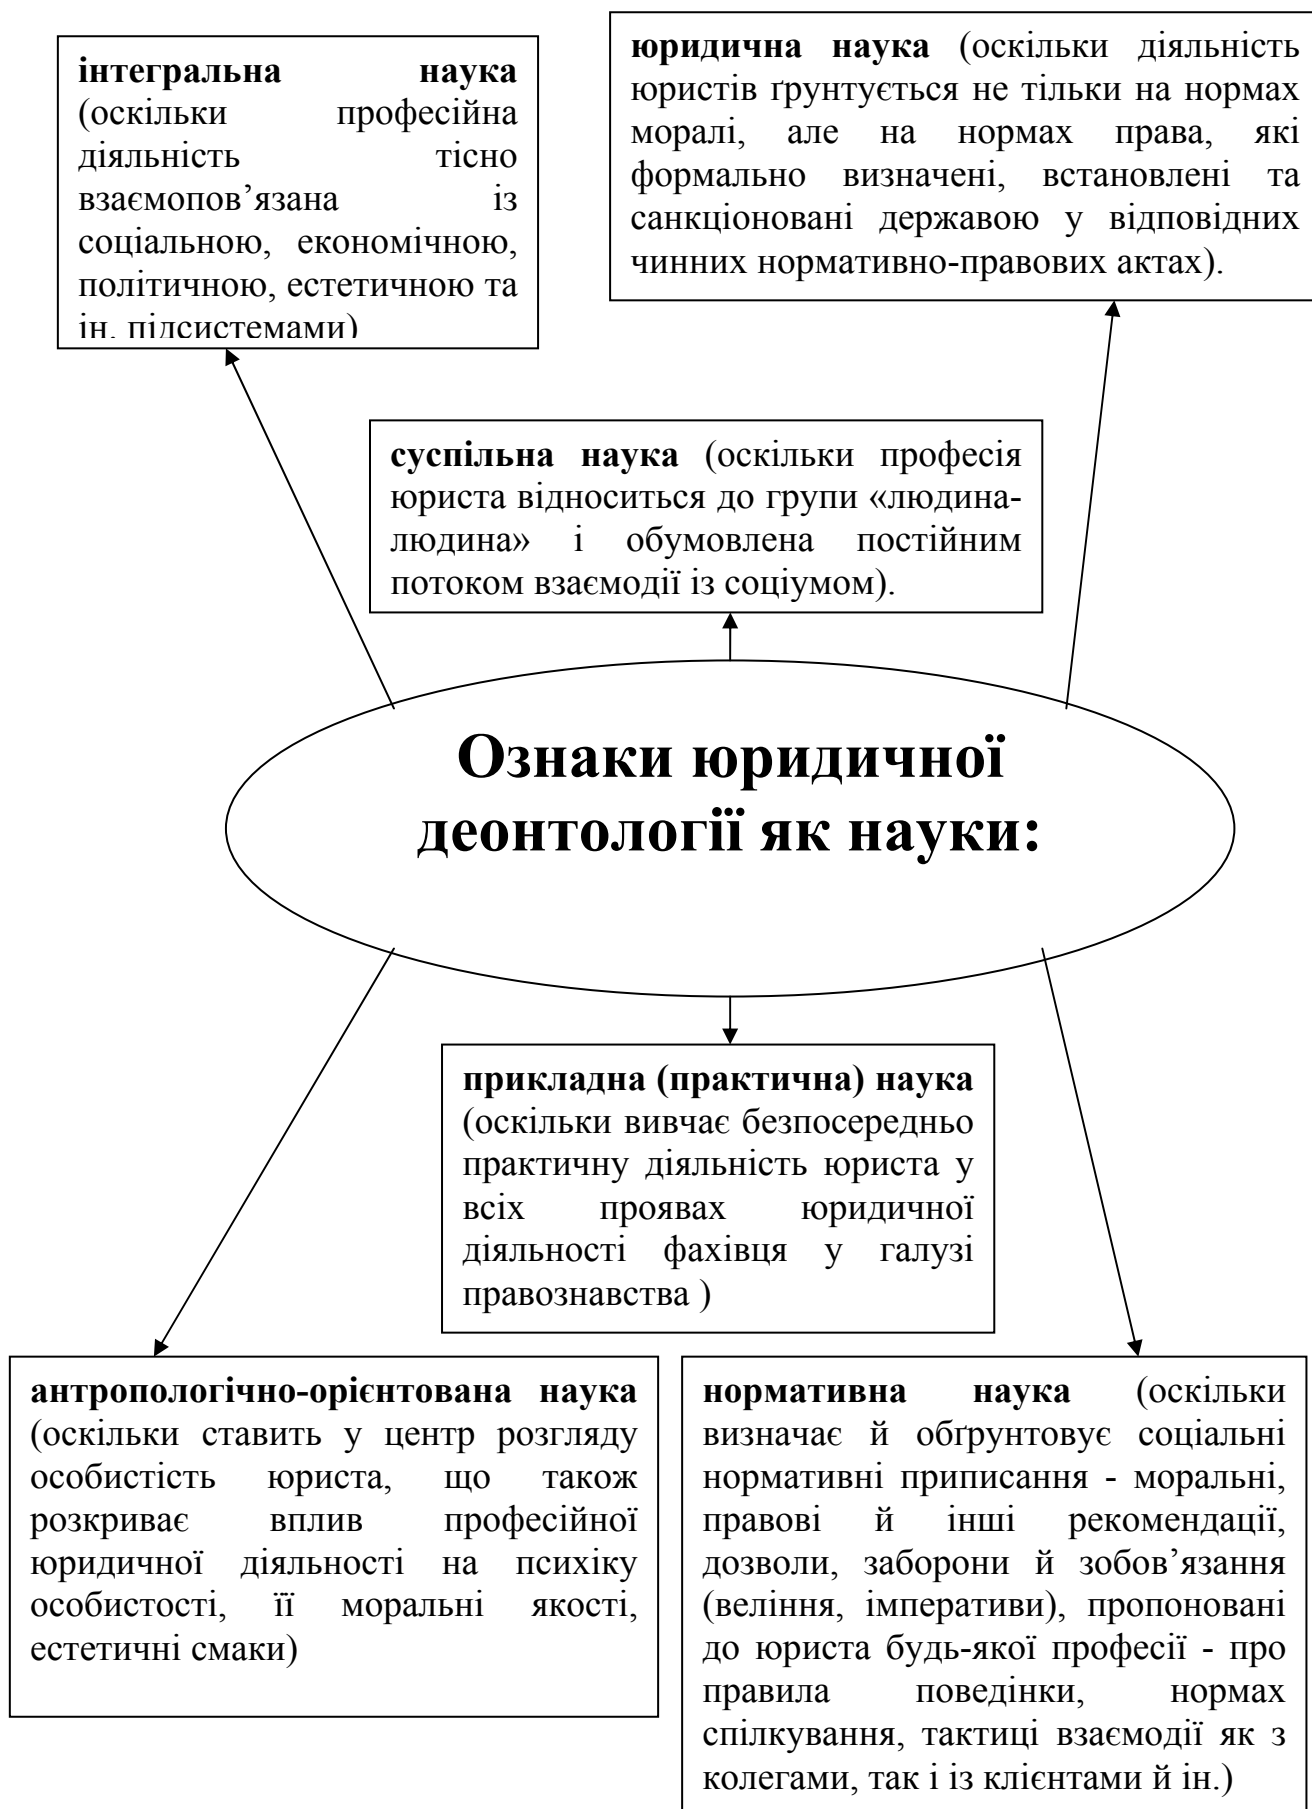 інтегральна наука
(оскільки професійна
діяльність тісно
взаємопов’язана із
соціальною, економічною,
політичною, естетичною та
ін. підсистемами)
юридична наука (оскільки діяльність
юристів ґрунтується не тільки на нормах
моралі, але на нормах права, які
формально визначені, встановлені та
санкціоновані державою у відповідних
чинних нормативно-правових актах).
суспільна наука (оскільки професія
юриста відноситься до групи «людина-
людина» і обумовлена постійним
потоком взаємодії із соціумом).
Ознаки юридичної
деонтології як науки:
прикладна (практична) наука
(оскільки вивчає безпосередньо
практичну діяльність юриста у
всіх проявах юридичної
діяльності фахівця у галузі
правознавства )
антропологічно-орієнтована наука
(оскільки ставить у центр розгляду
особистість юриста, що також
розкриває вплив професійної
юридичної діяльності на психіку
особистості, її моральні якості,
естетичні смаки)
нормативна наука (оскільки
визначає й обґрунтовує соціальні
нормативні приписання - моральні,
правові й інші рекомендації,
дозволи, заборони й зобов’язання
(веління, імперативи), пропоновані
до юриста будь-якої професії - про
правила поведінки, нормах
спілкування, тактиці взаємодії як з
колегами, так і із клієнтами й ін.)